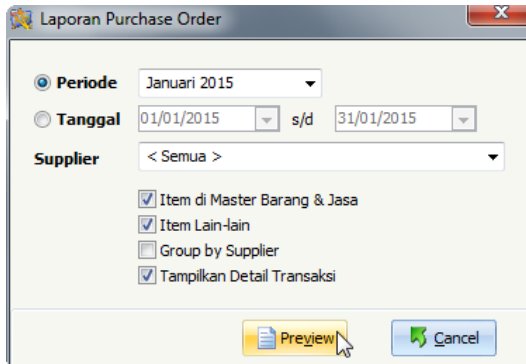 Laporan Purchase Order
Periode Januari 2015
Tanggal 01/01/2015 s/d 31/01/2015
Supplier < Semua >
Item di Master Barang & Jasa
Item Lain-lain
Group by Supplier
Tampilkan Detail Transaksi
Preview Cancel